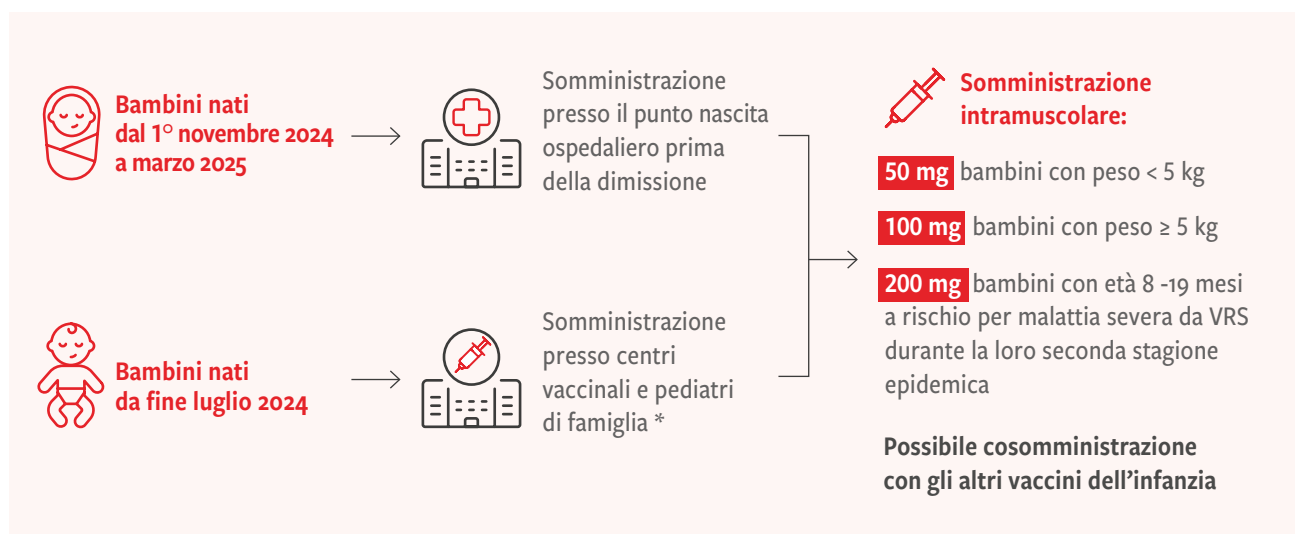 Bambini nati
dal 1° novembre 2024
a marzo 2025
Somministrazione
presso il punto nascita
ospedaliero prima
della dimissione
Bambini nati
da fine luglio 2024
Somministrazione
presso centri
vaccinali e pediatri
di famiglia *
Somministrazione
intramuscolare:
50 mg bambini con peso < 5 kg
100 mg bambini con peso ≥ 5 kg
200 mg bambini con età 8 -19 mesi
a rischio per malattia severa da VRS
durante la loro seconda stagione
epidemica
Possibile cosomministrazione
con gli altri vaccini dell’infanzia